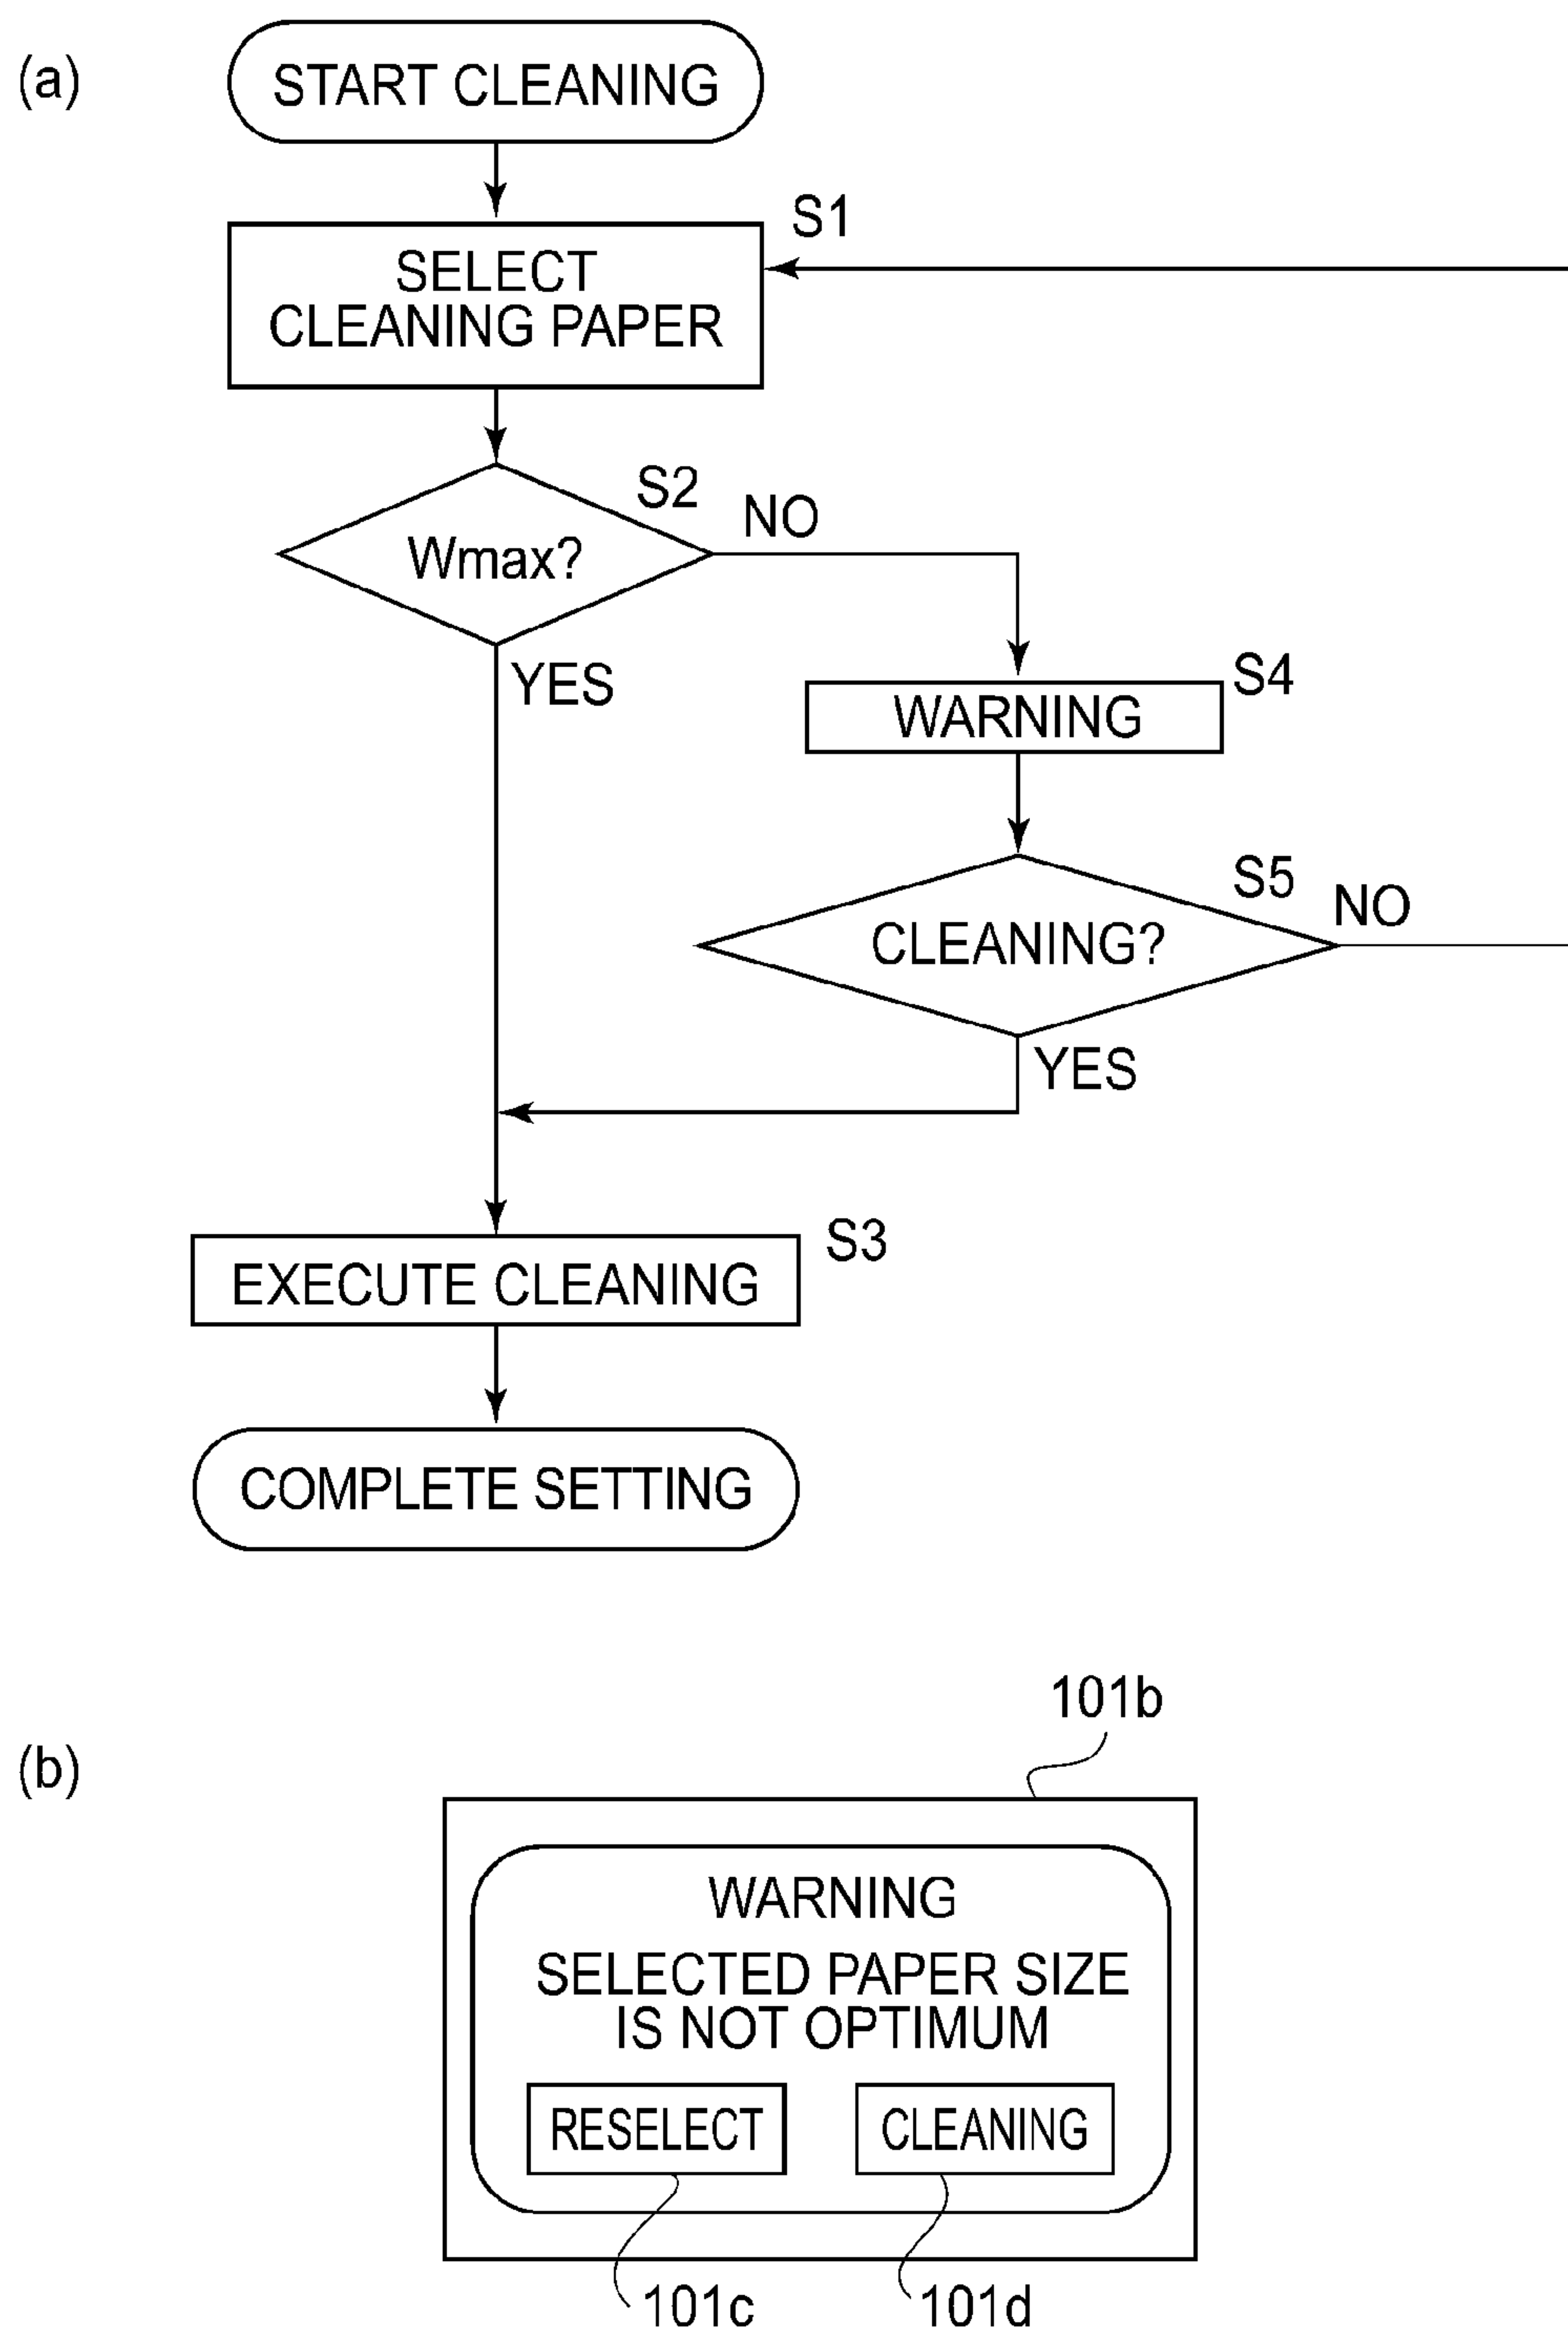 (a)
START CLEANING
S1
SELECT
CLEANING PAPER
S2
NO
Wmax?
YES
S4
WARNING
S5
NO
CLEANING?
YES
S3
EXECUTE CLEANING
COMPLETE SETTING
101b
(b)
WARNING
SELECTED PAPER SIZE
IS NOT OPTIMUM
RESELECT
CLEANING
101c
101d